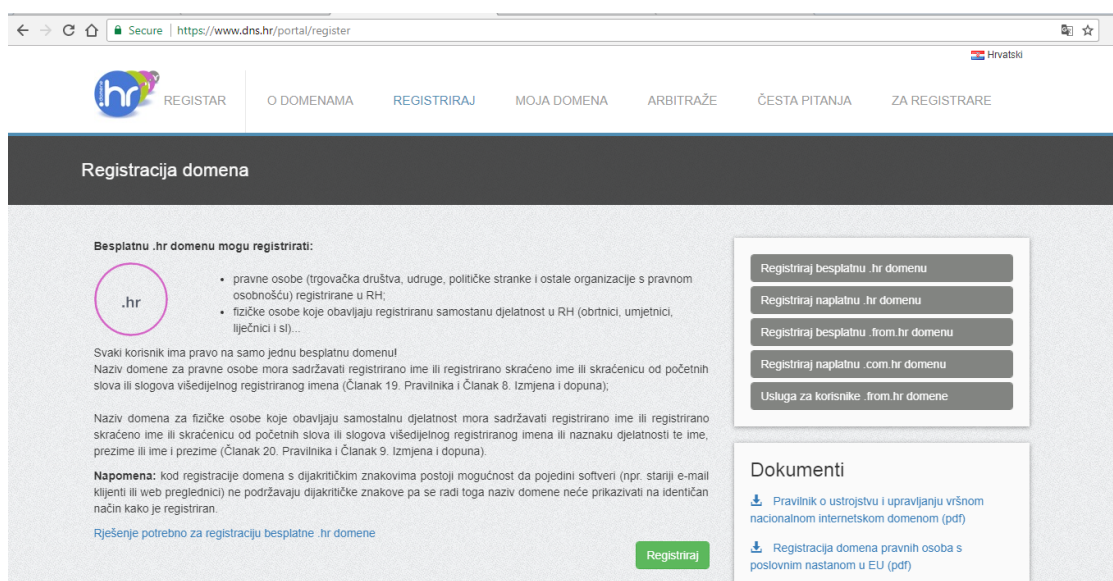 Secure | https://www.dns.hr/portal/register
Hrvatski
.hr
REGISTAR
O DOMENAMA
REGISTRIRAJ
MOJA DOMENA
ARBITRAŽE
ČESTA PITANJA
ZA REGISTRARE
Registracija domena
Besplatnu .hr domenu mogu registrirati:
.hr
• pravne osobe (trgovačka društva, udruge, političke stranke i ostale organizacije s pravnom
osobnošću) registrirane u RH;
• fizičke osobe koje obavljaju registriranu samostanu djelatnost u RH (obrtnici, umjetnici,
liječnici i sl)...
Svaki korisnik ima pravo na samo jednu besplatnu domenu!
Naziv domene za pravne osobe mora sadržavati registrirano ime ili registrirano skraćeno ime ili skraćenicu od početnih
slova ili slogova višedijelnog registriranog imena (Članak 19. Pravilnika i Članak 8. Izmjena i dopuna);
Naziv domena za fizičke osobe koje obavljaju samostalnu djelatnost mora sadržavati registrirano ime ili registrirano
skraćeno ime ili skraćenicu od početnih slova ili slogova višedijelnog registriranog imena ili naznaku djelatnosti te ime,
prezime ili ime i prezime (Članak 20. Pravilnika i Članak 9. Izmjena i dopuna).
Napomena: kod registracije domena s dijakritičkim znakovima postoji mogućnost da pojedini softveri (npr. stariji e-mail
klijenti ili web preglednici) ne podržavaju dijakritičke znakove pa se radi toga naziv domene neće prikazivati na identičan
način kako je registriran.
Rješenje potrebno za registraciju besplatne .hr domene
Registriraj
Registriraj besplatnu .hr domenu
Registriraj naplatnu .hr domenu
Registriraj besplatnu .from.hr domenu
Registriraj naplatnu .com.hr domenu
Usluga za korisnike .from.hr domene
Dokumenti
Pravilnik o ustrojstvu i upravljanju vršnom
nacionalnom internetskom domenom (pdf)
Registracija domena pravnih osoba s
poslovnim nastanom u EU (pdf)